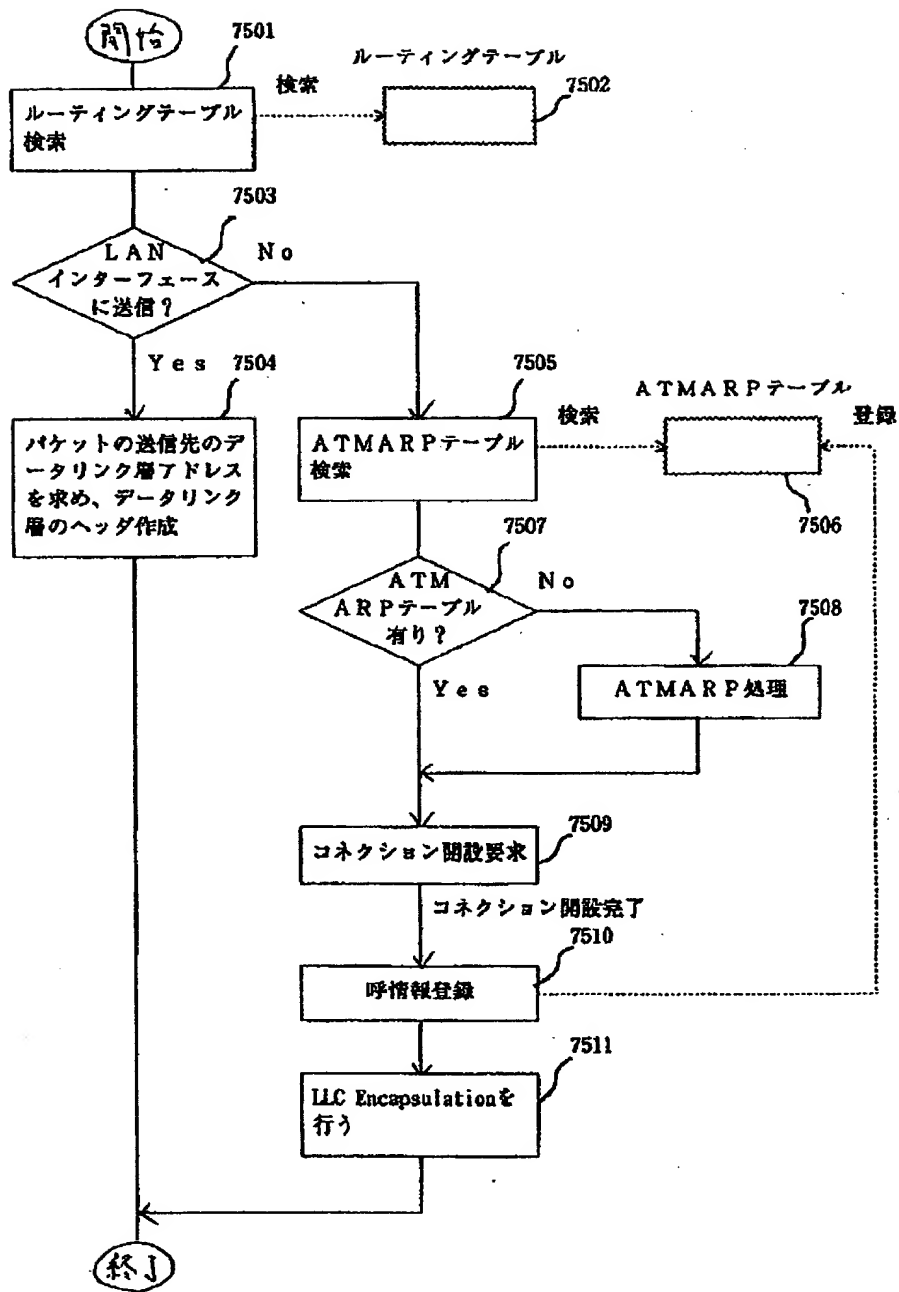 開始
7501
ルーティングテーブル
検索
検索
ルーティングテーブル
7502
7503
LAN
インターフェース
に送信?
No
Yes
7504
パケットの送信先のデ
ータリンク層アドレス
を求め、データリンク
層のヘッダ作成
7505
ATMARPテーブル
検索
検索
ATMARPテーブル
登録
7506
7507
ATM
ARPテーブル
有り?
No
Yes
7508
ATMARP処理
7509
コネクション開設要求
コネクション開設完了
7510
呼情報登録
7511
LLC Encapsulationを
行う
終了